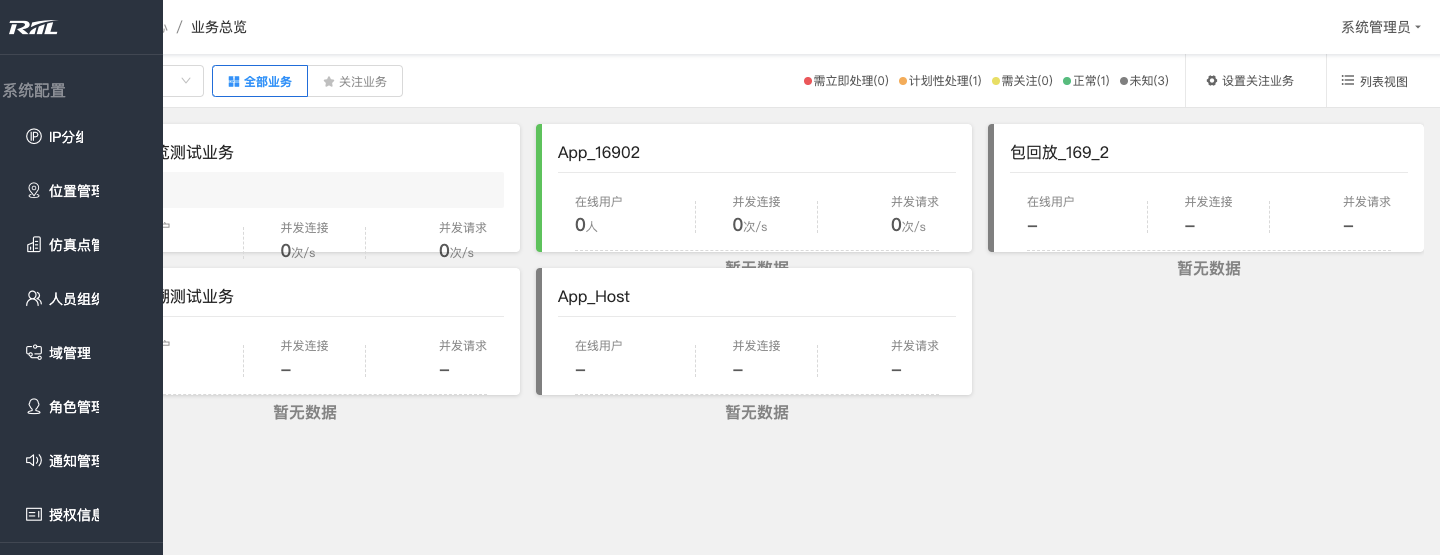 / 业务总览
系统管理员
系统配置
全部业务
关注业务
需立即处理(0)
计划性处理(1)
需关注(0)
正常(1)
未知(3)
设置关注业务
列表视图
IP分组
位置管理
仿真点管
人员组织
域管理
角色管理
通知管理
授权信息
览测试业务
户
并发连接
0次/s
并发请求
0次/s
App_16902
在线用户
0人
并发连接
0次/s
并发请求
0次/s
暂无数据
包回放_169_2
在线用户
–
并发连接
–
并发请求
–
暂无数据
测试业务
户
并发连接
–
并发请求
–
暂无数据
App_Host
在线用户
–
并发连接
–
并发请求
–
暂无数据